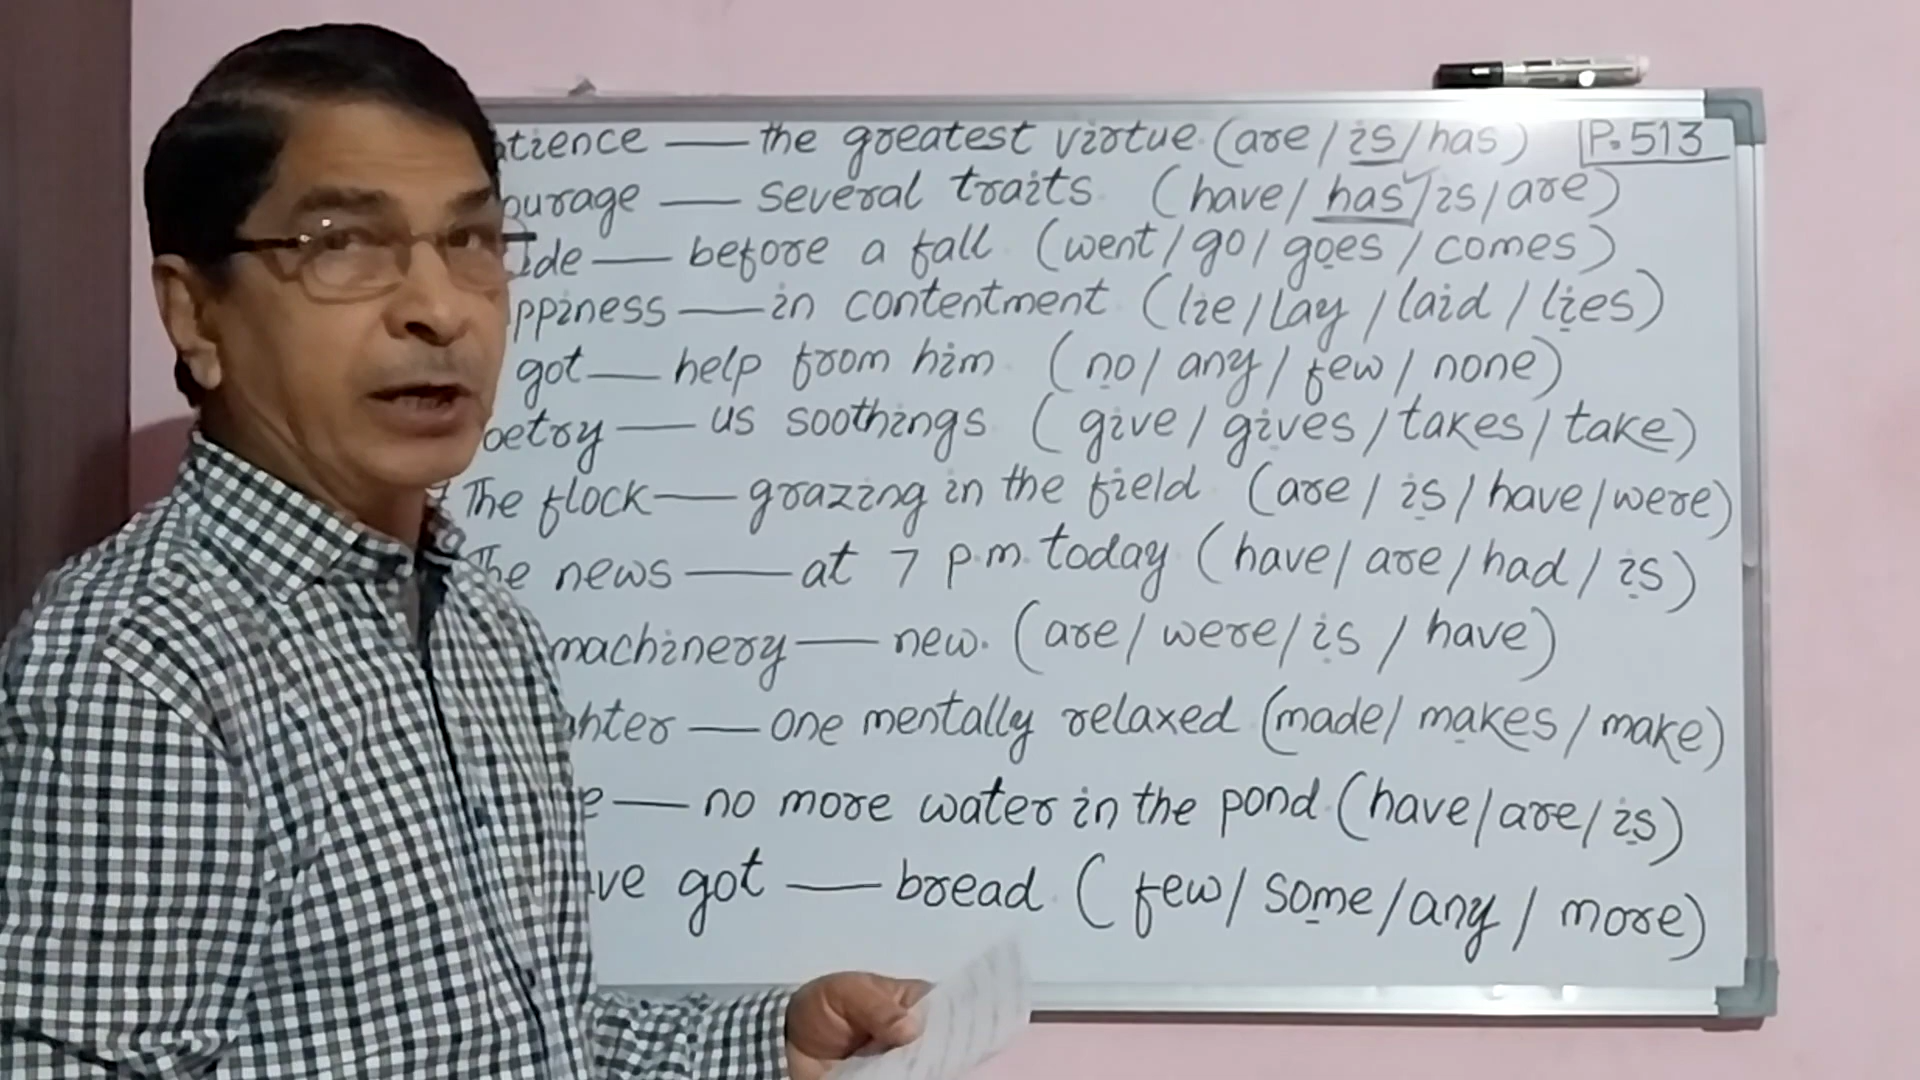 tience — the greatest virtue. (are / is / has) P. 513
ourage — several traits. (have / has / is / are)
ide — before a fall. (went / go / goes / comes)
ppiness — in contentment. (lie / lay / laid / lies)
got — help from him. (no / any / few / none)
oetry — us soothings. (give / gives / takes / take)
The flock — grazing in the field. (are / is / have / were)
The news — at 7 p.m. today. (have / are / had / is)
machinery — new. (are / were / is / have)
ghter — one mentally relaxed. (made / makes / make)
e — no more water in the pond. (have / are / is)
ve got — bread. (few / some / any / more)